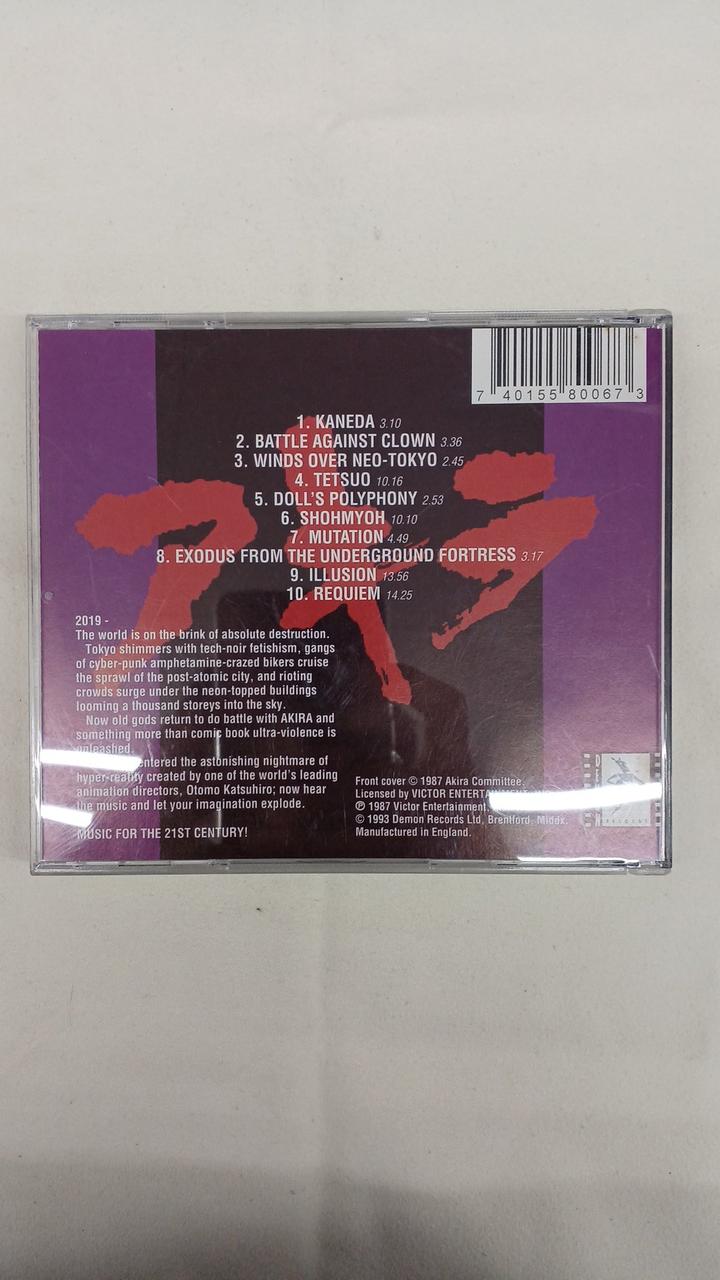 7 40155 80067 3
1. KANEDA 3.10
2. BATTLE AGAINST CLOWN 3.36
3. WINDS OVER NEO-TOKYO 2.45
4. TETSUO 10.16
5. DOLL'S POLYPHONY 2.53
6. SHOHMYOH 10.10
7. MUTATION 4.49
8. EXODUS FROM THE UNDERGROUND FORTRESS 3.17
9. ILLUSION 13.56
10. REQUIEM 14.25
アキラ
2019 -
The world is on the brink of absolute destruction.
Tokyo shimmers with tech-noir fetishism, gangs
of cyber-punk amphetamine-crazed bikers cruise
the sprawl of the post-atomic city, and rioting
crowds surge under the neon-topped buildings
looming a thousand storeys into the sky.
Now old gods return to do battle with AKIRA and
something more than comic book ultra-violence is
unleashed.
entered the astonishing nightmare of
hyper-reality created by one of the world's leading
animation directors, Otomo Katsuhiro; now hear
the music and let your imagination explode.
MUSIC FOR THE 21ST CENTURY!
Front cover © 1987 Akira Committee.
Licensed by VICTOR ENTERTAINMENT
℗ 1987 Victor Entertainment.
© 1993 Demon Records Ltd, Brentford, Middx.
Manufactured in England.